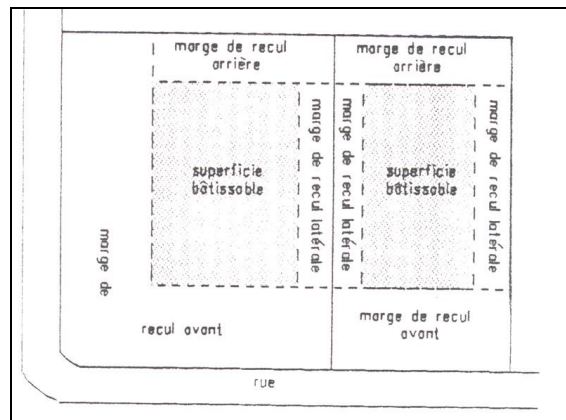 marge de recul
arrière
marge de recul
arrière
superficie
bâtissable
marge de recul latérale
marge de recul latérale
superficie
bâtissable
marge de recul latérale
marge de
recul avant
marge de recul
avant
rue